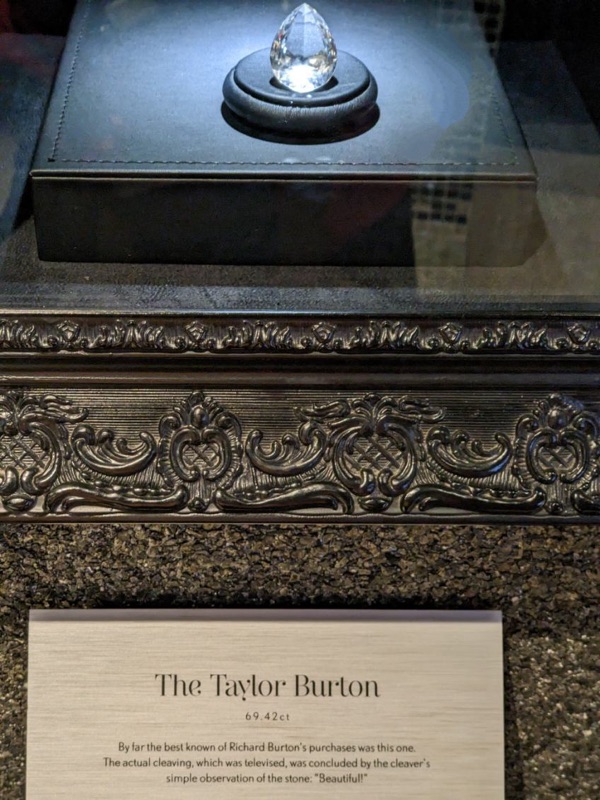 The Taylor Burton
69.42ct
By far the best known of Richard Burton's purchases was this one.
The actual cleaving, which was televised, was concluded by the cleaver's
simple observation of the stone: "Beautiful!"